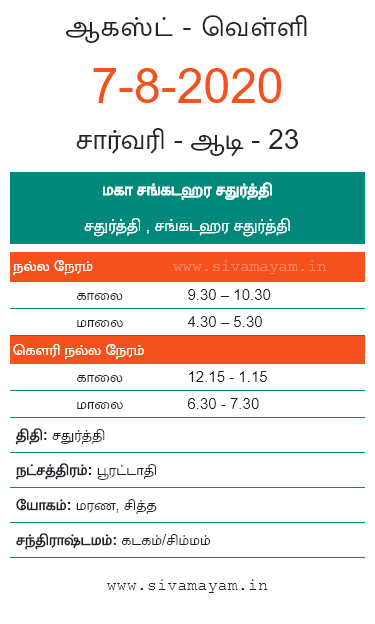 ஆகஸ்ட் - வெள்ளி
7-8-2020
சார்வரி - ஆடி - 23
மகா சங்கடஹர சதுர்த்தி
சதுர்த்தி , சங்கடஹர சதுர்த்தி
நல்ல நேரம் www.sivamayam.in
காலை 9.30 – 10.30
மாலை 4.30 – 5.30
கௌரி நல்ல நேரம்
காலை 12.15 - 1.15
மாலை 6.30 - 7.30
திதி: சதுர்த்தி
நட்சத்திரம்: பூரட்டாதி
யோகம்: மரண, சித்த
சந்திராஷ்டமம்: கடகம்/சிம்மம்
www.sivamayam.in